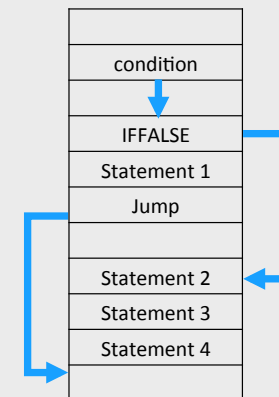 condition
IFFALSE
Statement 1
Jump
Statement 2
Statement 3
Statement 4